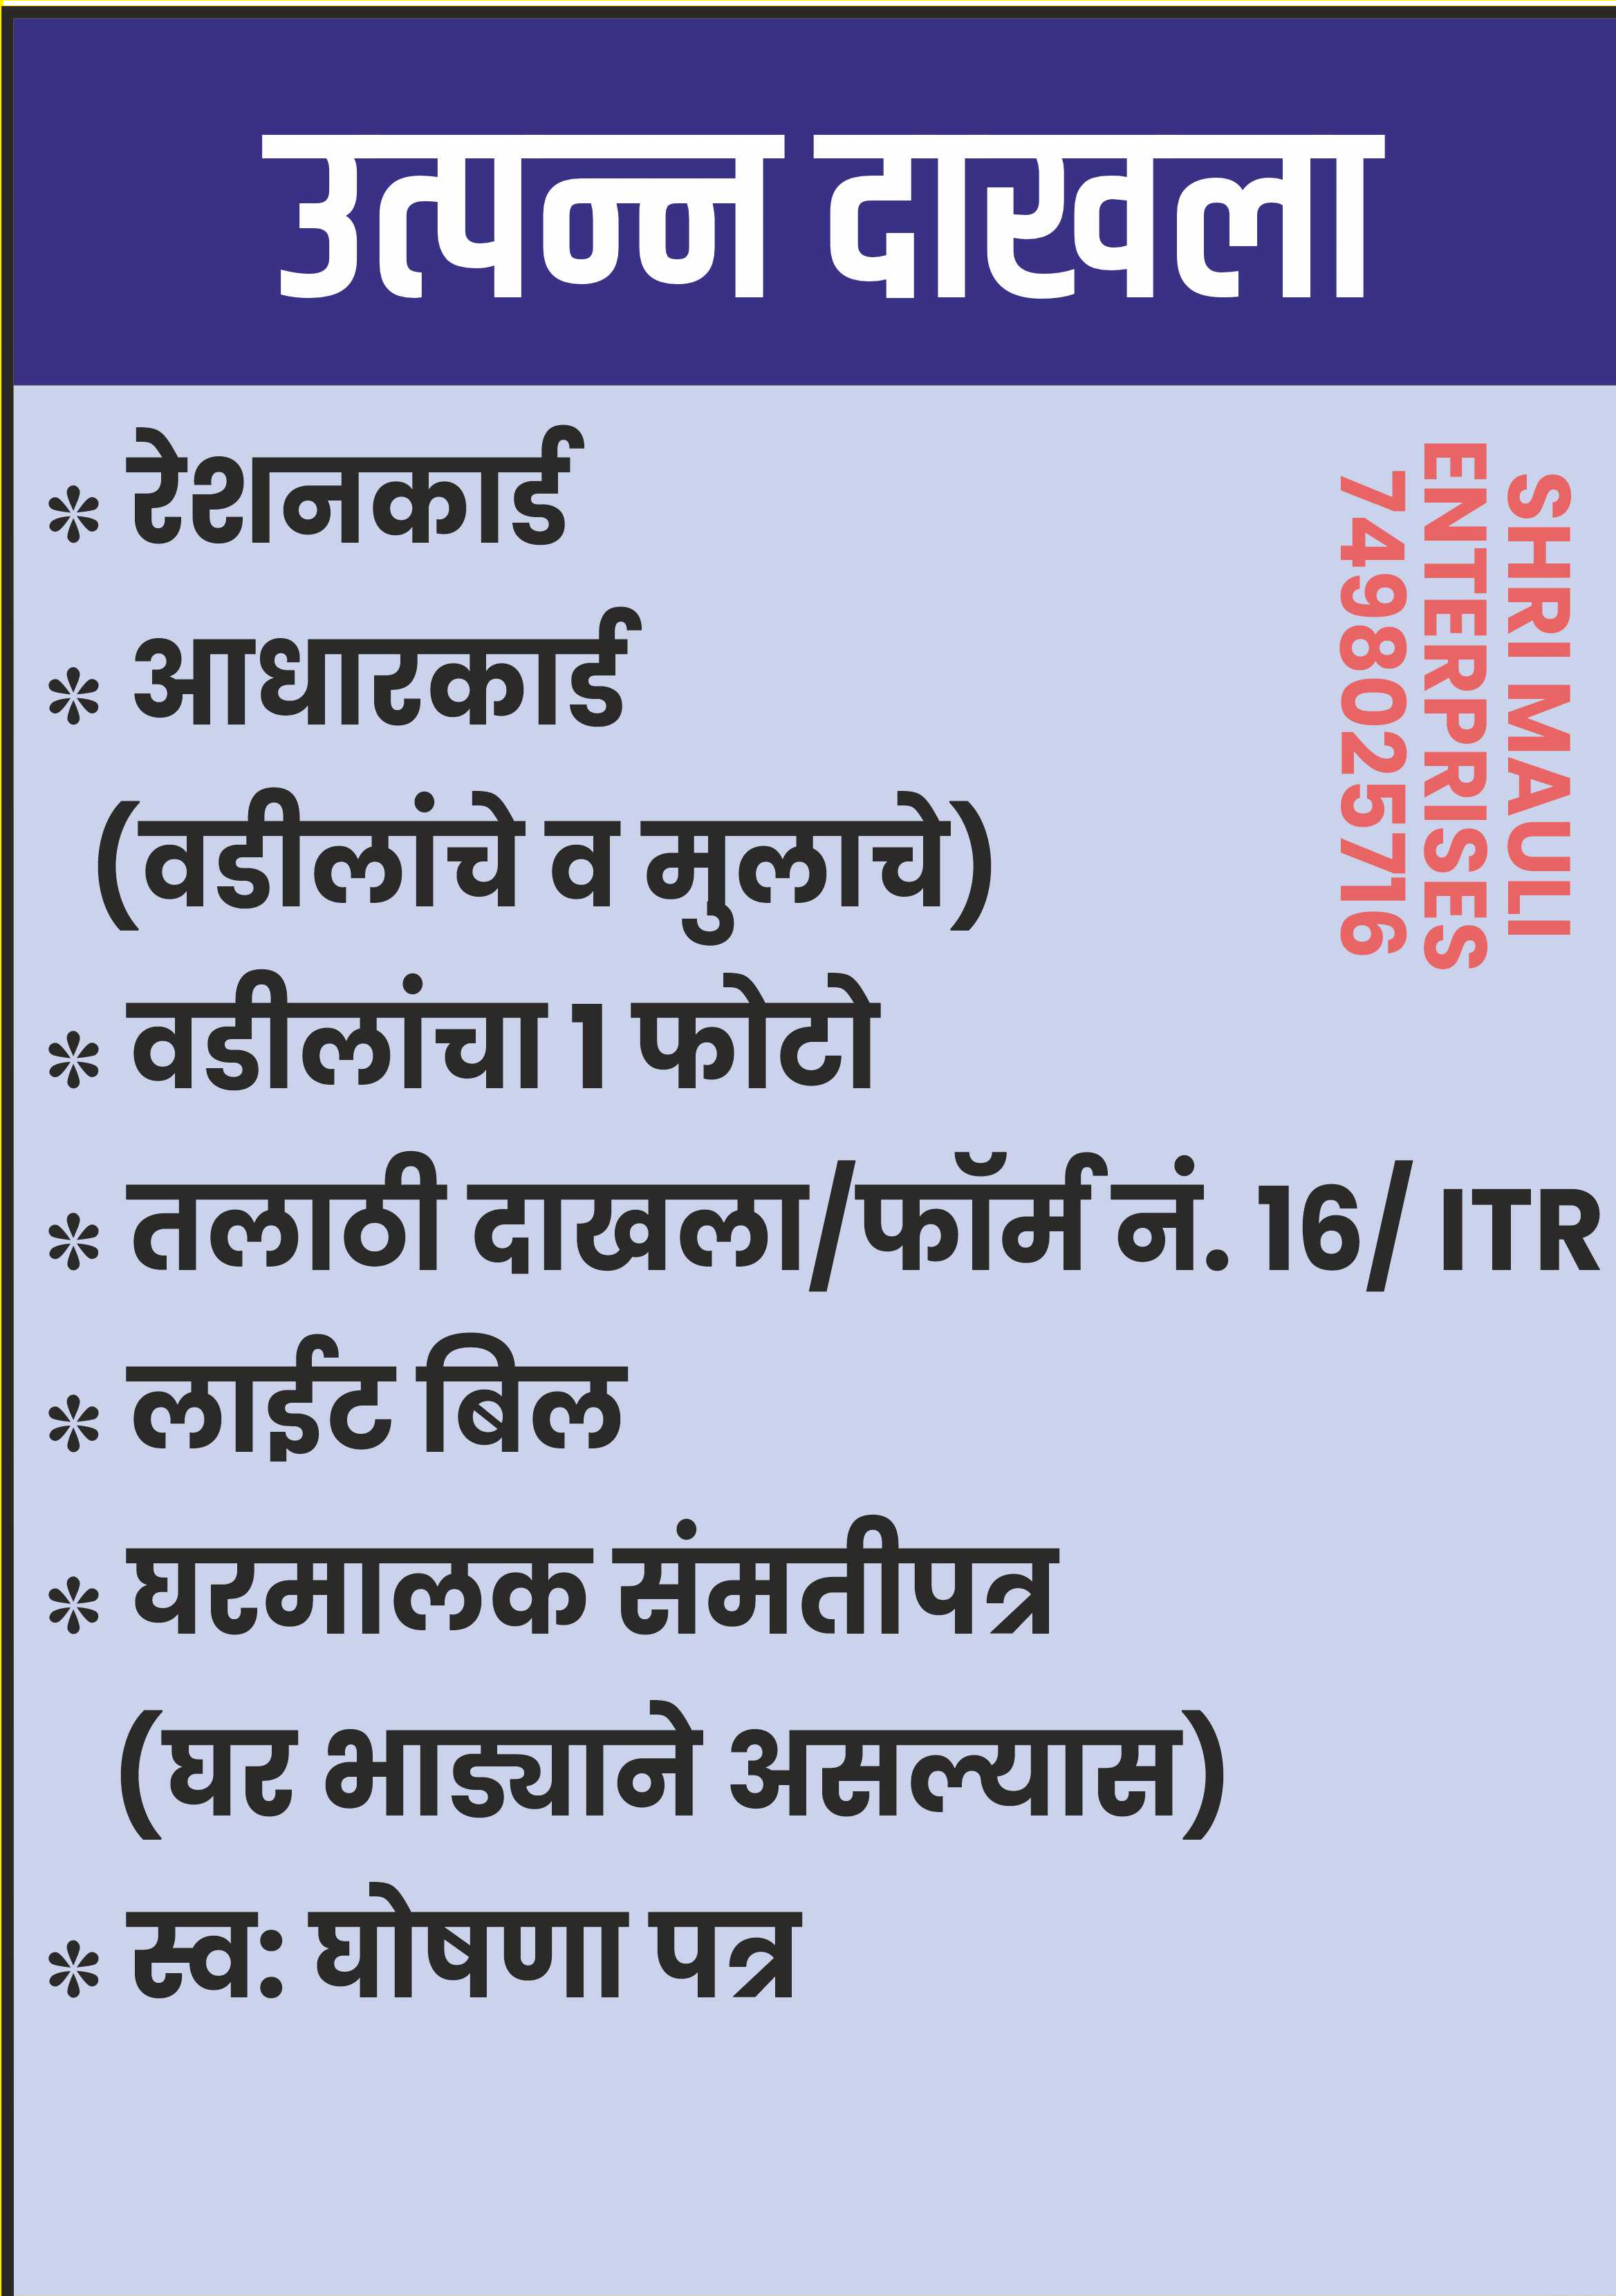 उत्पन्न दाखला
* रेशनकार्ड
* आधारकार्ड
(वडीलांचे व मुलाचे)
* वडीलांचा 1 फोटो
* तलाठी दाखला/फॉर्म नं. 16/ ITR
* लाईट बिल
* घरमालक संमतीपत्र
(घर भाड्याने असल्यास)
* स्व: घोषणा पत्र
SHRI MAULI
ENTERPRISES
7498025716